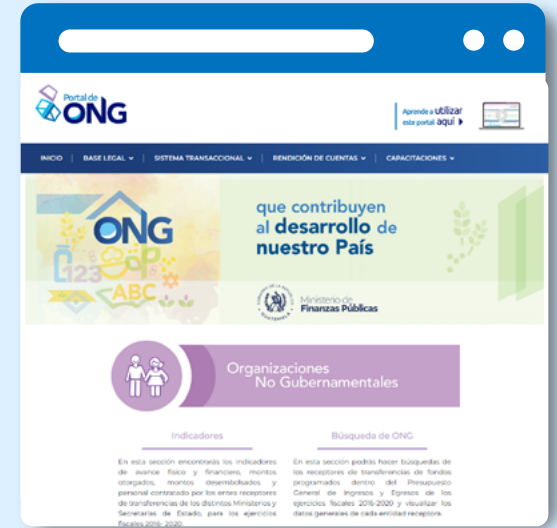 Portal de
ONG
Aprende a utilizar
este portal aquí
INICIO | BASE LEGAL | SISTEMA TRANSACCIONAL | RENDICIÓN DE CUENTAS | CAPACITACIONES
ONG
123
ABC
que contribuyen
al desarrollo de
nuestro País
Ministerio de
Finanzas Públicas
Organizaciones
No Gubernamentales
Indicadores
En esta sección encontrarás los indicadores
de avance físico y financiero, montos
otorgados, montos desembolsados y
personal contratado por los entes receptores
de transferencias de los distintos Ministerios y
Secretarías de Estado, para los ejercicios
fiscales 2016- 2020.
Búsqueda de ONG
En esta sección podrás hacer búsquedas de
los receptores de transferencias de fondos
programados dentro del Presupuesto
General de Ingresos y Egresos de los
ejercicios fiscales 2016-2020 y visualizar los
datos generales de cada entidad receptora.